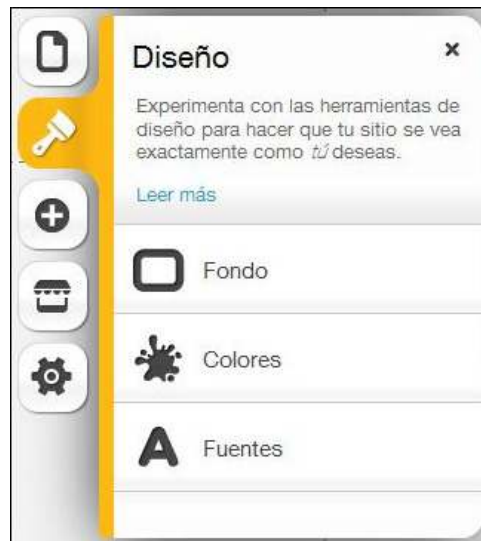 Diseño
Experimenta con las herramientas de
diseño para hacer que tu sitio se vea
exactamente como tú deseas.
Leer más
Fondo
Colores
Fuentes